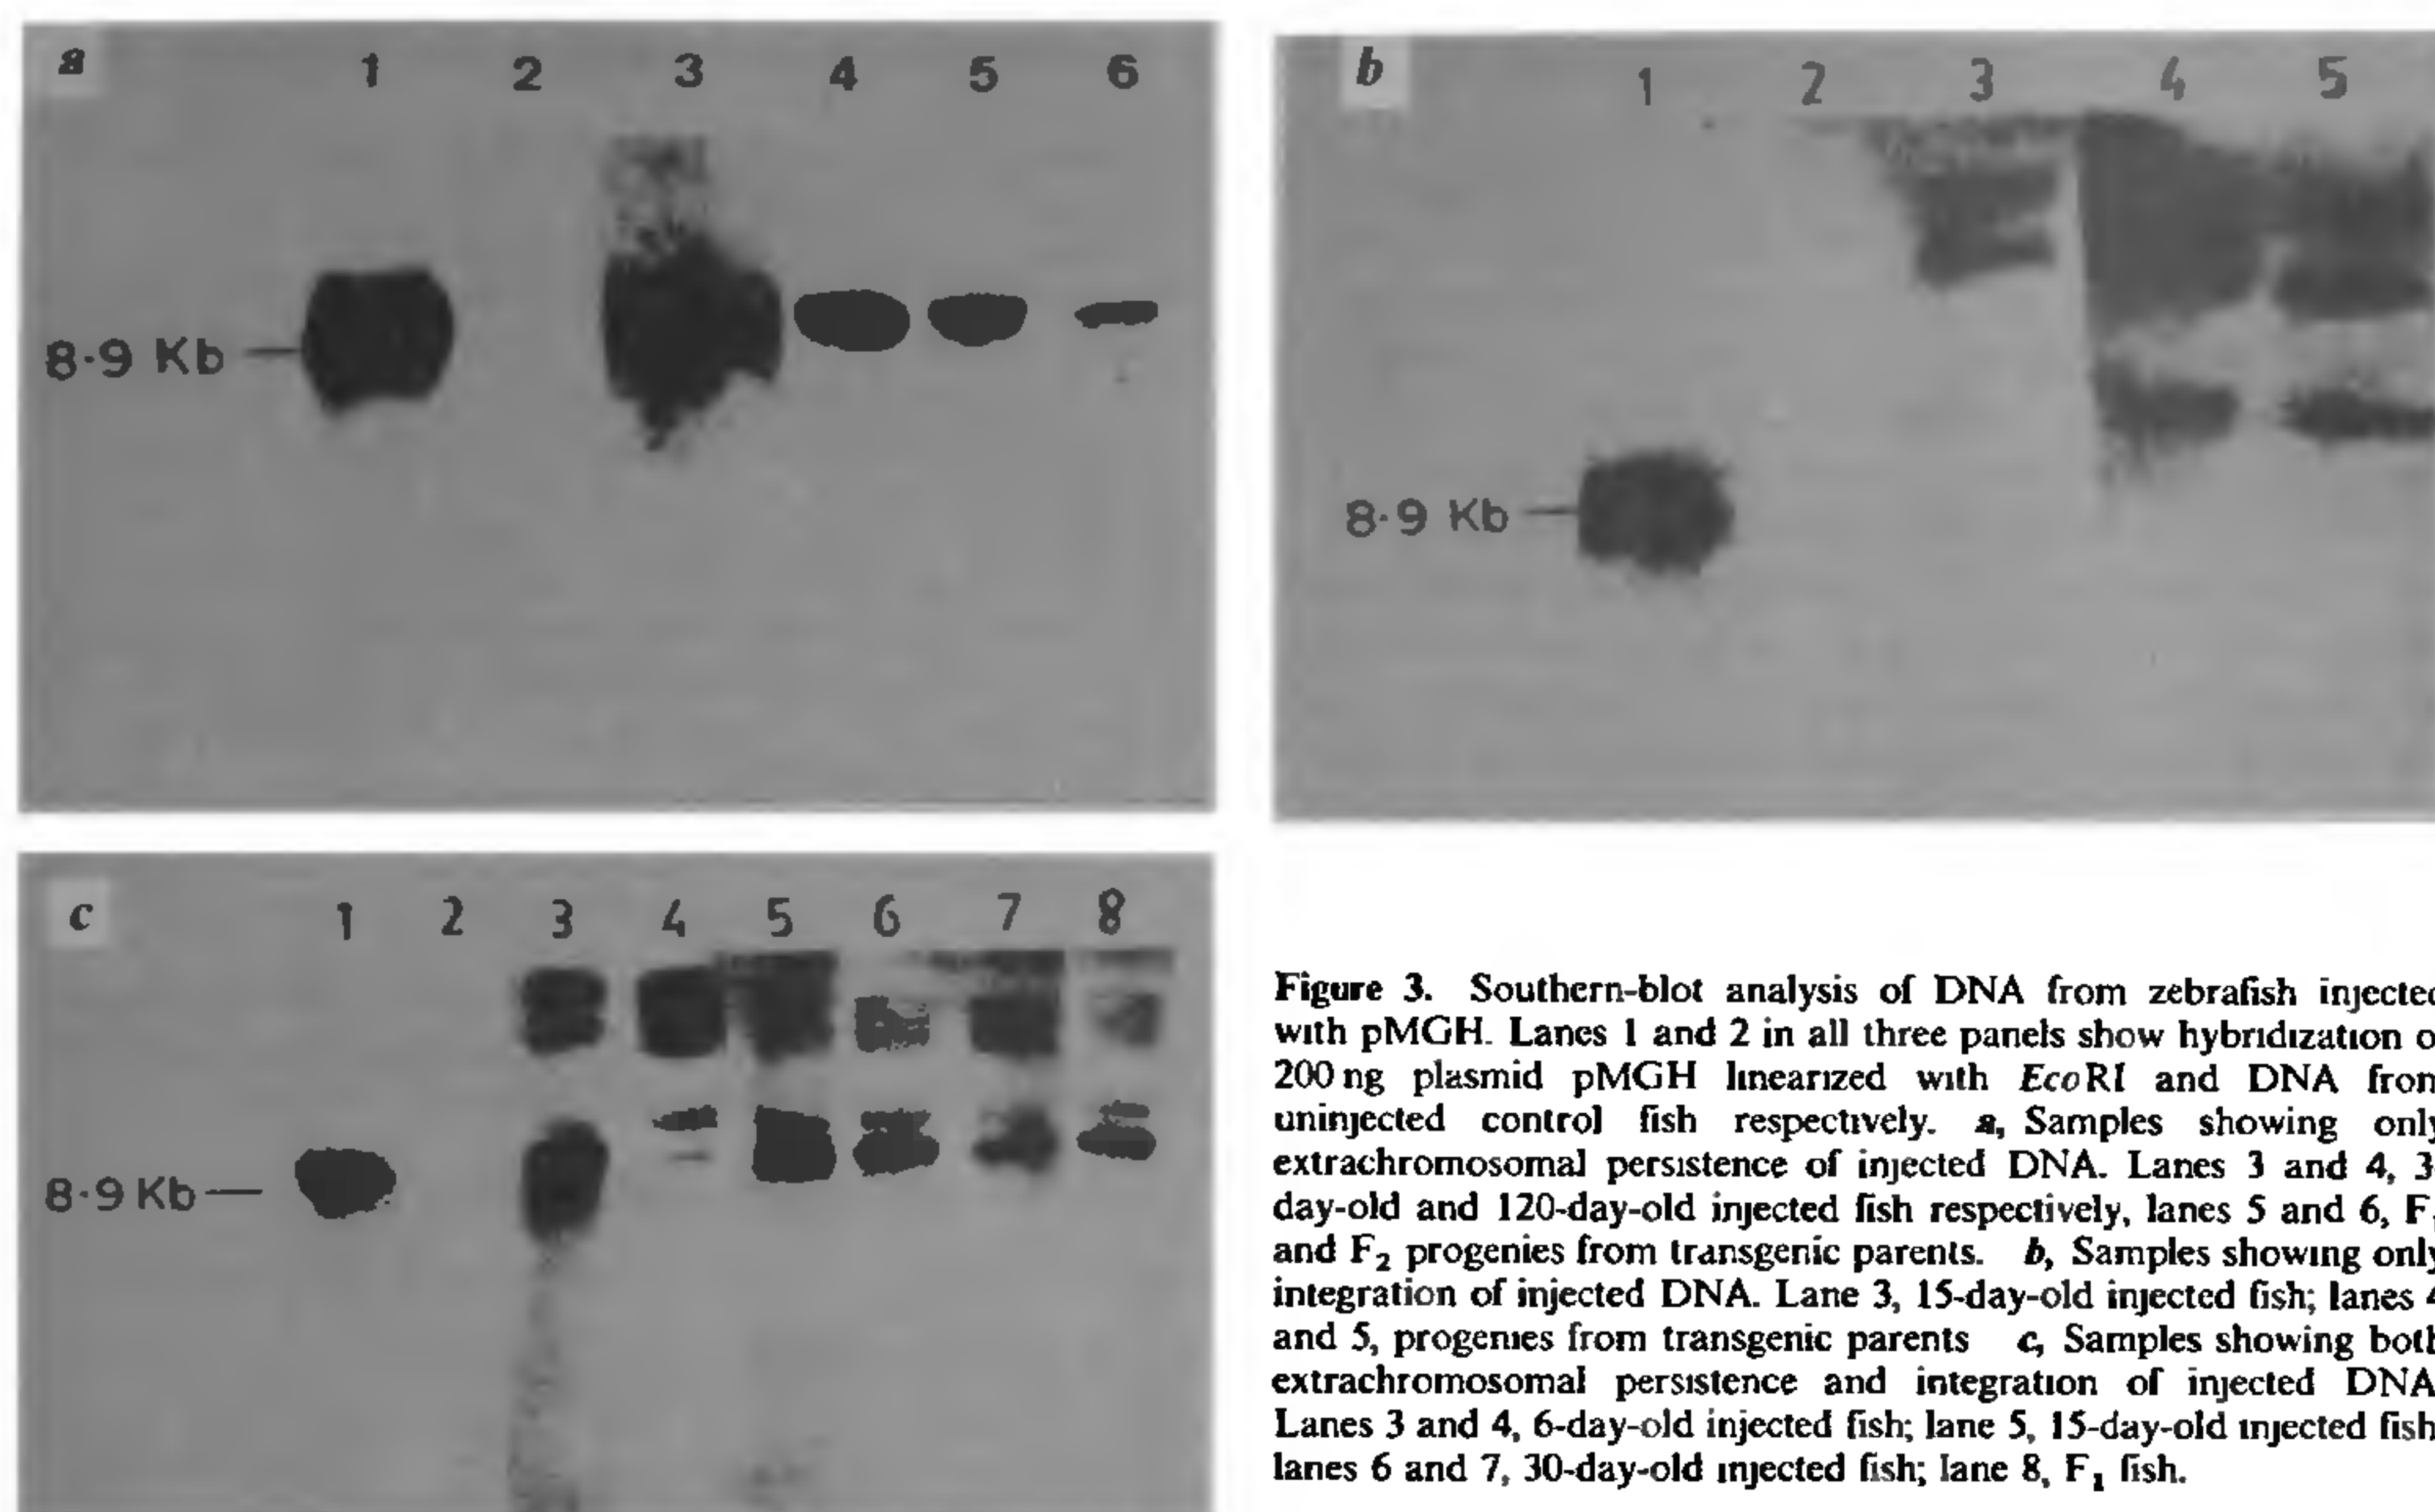 a 1 2 3 4 5 6
8·9 Kb
b 1 2 3 4 5
8·9 Kb
c 1 2 3 4 5 6 7 8
8·9 Kb
Figure 3. Southern-blot analysis of DNA from zebrafish injected
with pMGH. Lanes 1 and 2 in all three panels show hybridization o
200 ng plasmid pMGH linearized with EcoRI and DNA from
uninjected control fish respectively. a, Samples showing only
extrachromosomal persistence of injected DNA. Lanes 3 and 4, 3-
day-old and 120-day-old injected fish respectively, lanes 5 and 6, F₁
and F₂ progenies from transgenic parents. b, Samples showing only
integration of injected DNA. Lane 3, 15-day-old injected fish; lanes 4
and 5, progenies from transgenic parents c, Samples showing both
extrachromosomal persistence and integration of injected DNA
Lanes 3 and 4, 6-day-old injected fish; lane 5, 15-day-old injected fish
lanes 6 and 7, 30-day-old injected fish; lane 8, F₁ fish.